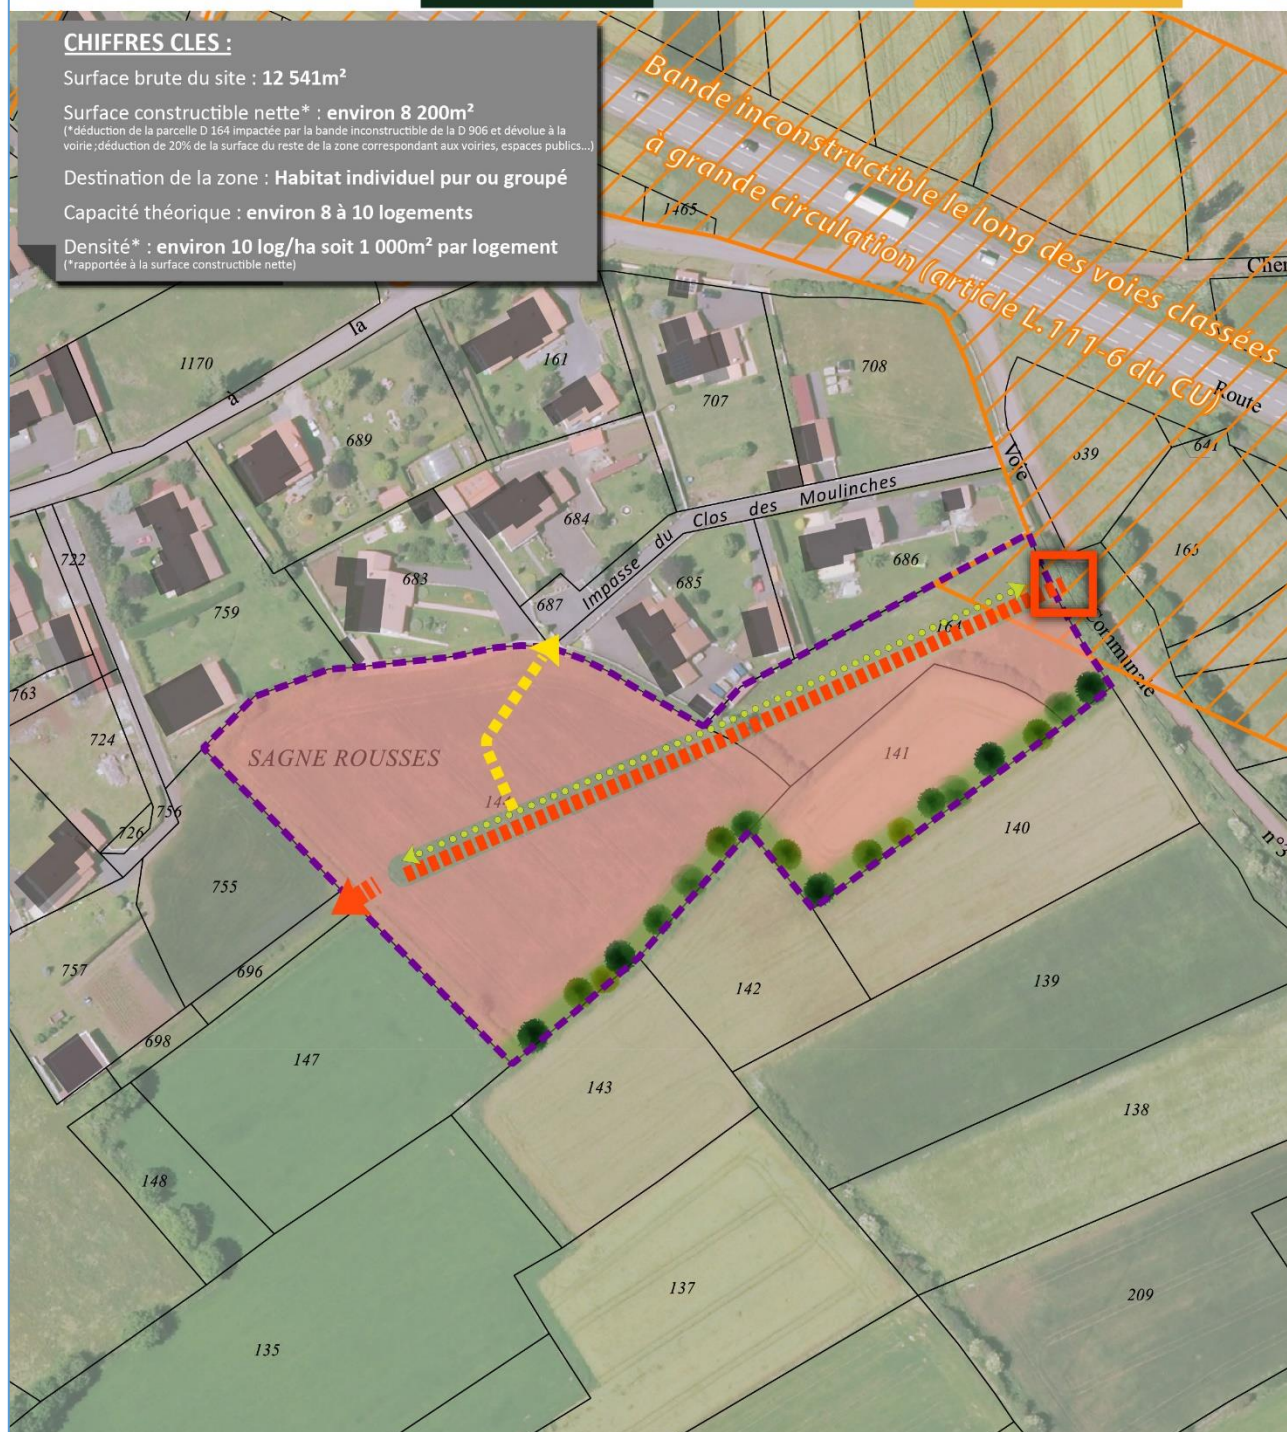 CHIFFRES CLES :
Surface brute du site : 12 541m²
Surface constructible nette* : environ 8 200m²
(*déduction de la parcelle D 164 impactée par la bande inconstructible de la D 906 et dévolue à la
voirie ;déduction de 20% de la surface du reste de la zone correspondant aux voiries, espaces publics...)
Destination de la zone : Habitat individuel pur ou groupé
Capacité théorique : environ 8 à 10 logements
Densité* : environ 10 log/ha soit 1 000m² par logement
(*rapportée à la surface constructible nette)
Bande inconstructible le long des voies classées
à grande circulation (article L. 111-6 du CU)
1465
Route
1170
à
la
161
707
708
689
Voie
639
641
684
Impasse du Clos des Moulinches
165
722
683
686
759
687
685
Communale
763
724
SAGNE ROUSSES
141
756
726
140
n°3
755
757
696
142
139
698
147
143
138
148
137
209
135